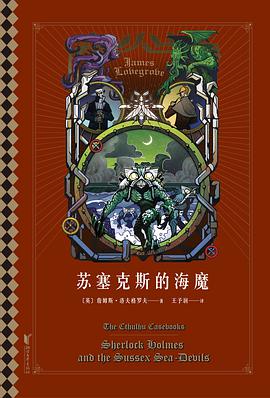 James
Lovegrove
苏塞克斯的海魔
[英] 詹姆斯·洛夫格罗夫——著 王予润——译
The Cthulhu Casebooks
Sherlock Holmes
and the Sussex Sea-Devils